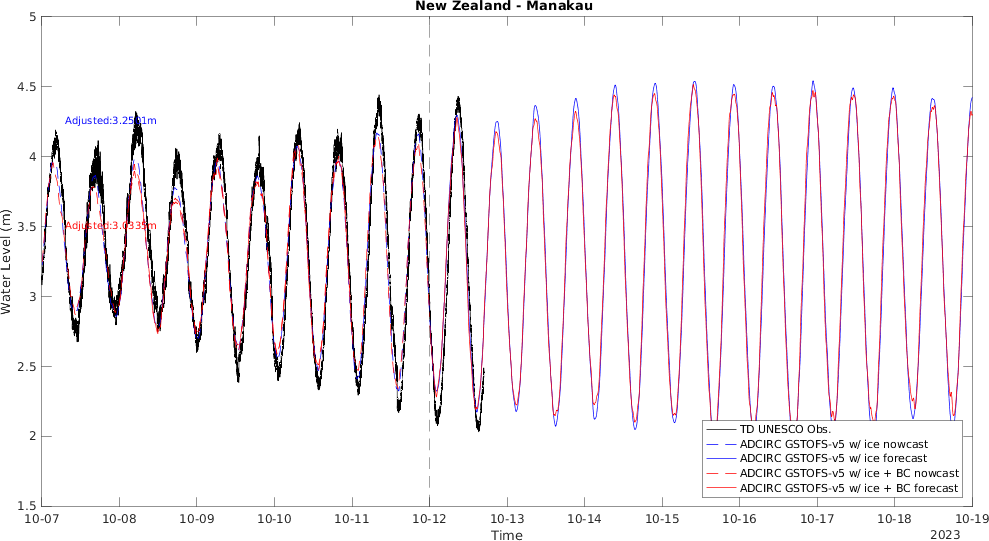 New Zealand - Manakau
Water Level (m)
5
4.5
4
3.5
3
2.5
2
1.5
Adjusted:3.2561m
Adjusted:3.0335m
TD UNESCO Obs.
ADCIRC GSTOFS-v5 w/ ice nowcast
ADCIRC GSTOFS-v5 w/ ice forecast
ADCIRC GSTOFS-v5 w/ ice + BC nowcast
ADCIRC GSTOFS-v5 w/ ice + BC forecast
10-07 10-08 10-09 10-10 10-11 10-12 10-13 10-14 10-15 10-16 10-17 10-18 10-19
Time
2023